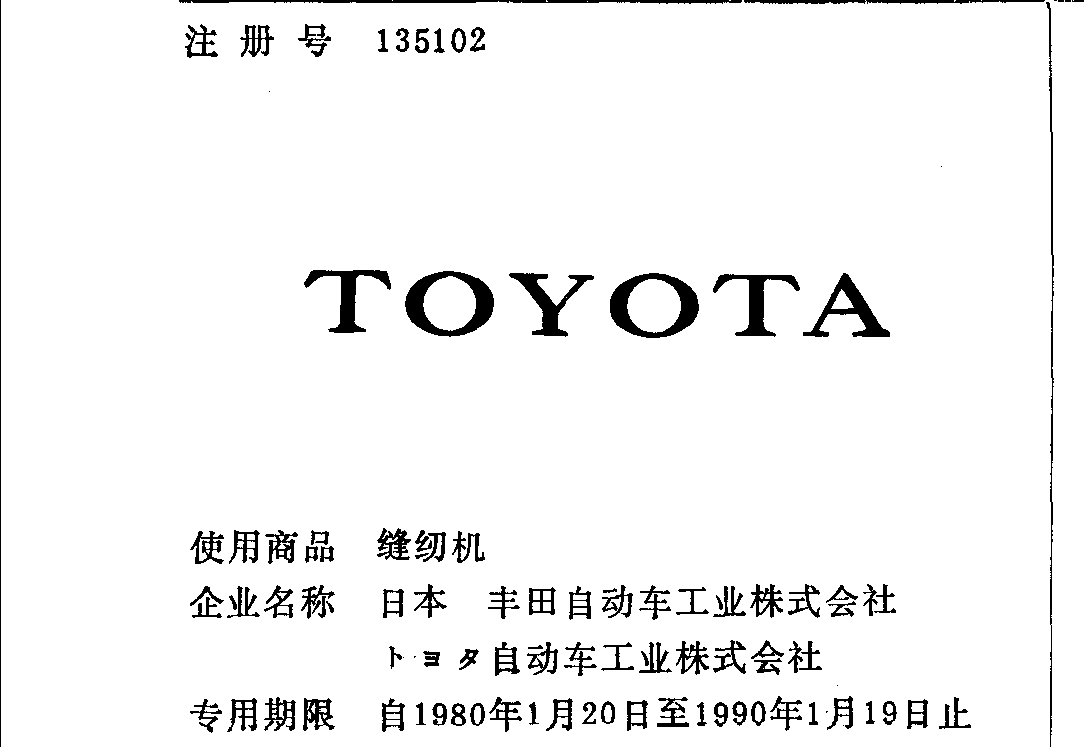 注册号 135102
TOYOTA
使用商品 缝纫机
企业名称 日本 丰田自动车工业株式会社
トヨタ自动车工业株式会社
专用期限 自1980年1月20日至1990年1月19日止